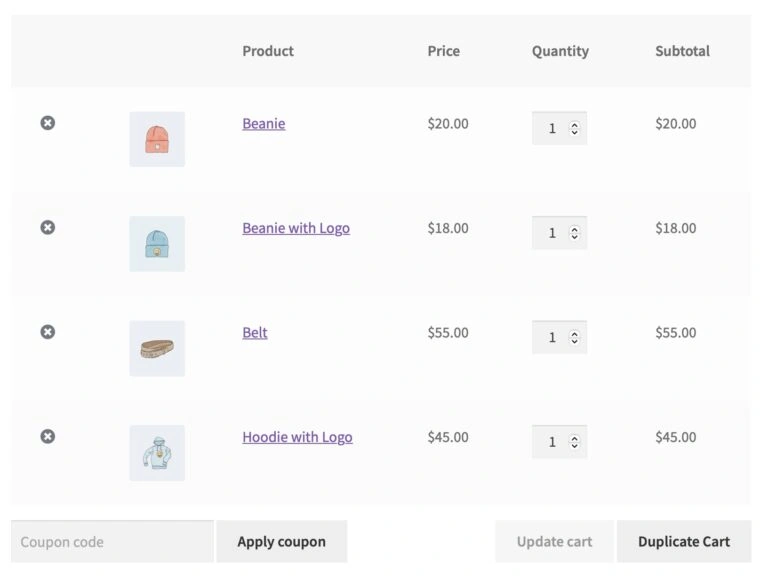 Product Price Quantity Subtotal
Beanie $20.00 1 $20.00
Beanie with Logo $18.00 1 $18.00
Belt $55.00 1 $55.00
Hoodie with Logo $45.00 1 $45.00
Coupon code Apply coupon Update cart Duplicate Cart